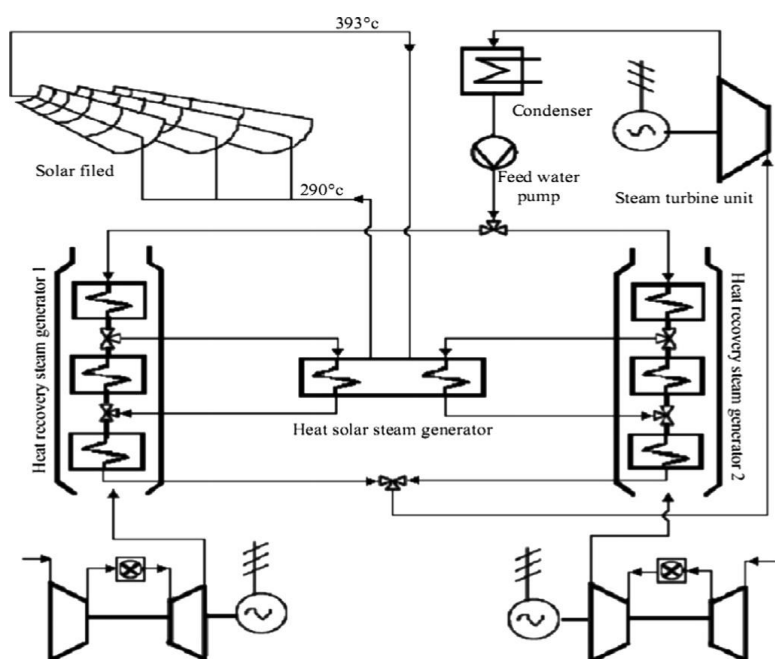 393°c
Condenser
Solar filed
Feed water
pump
290°c
Steam turbine unit
Heat recovery steam generator 1
Heat recovery steam generator 2
Heat solar steam generator